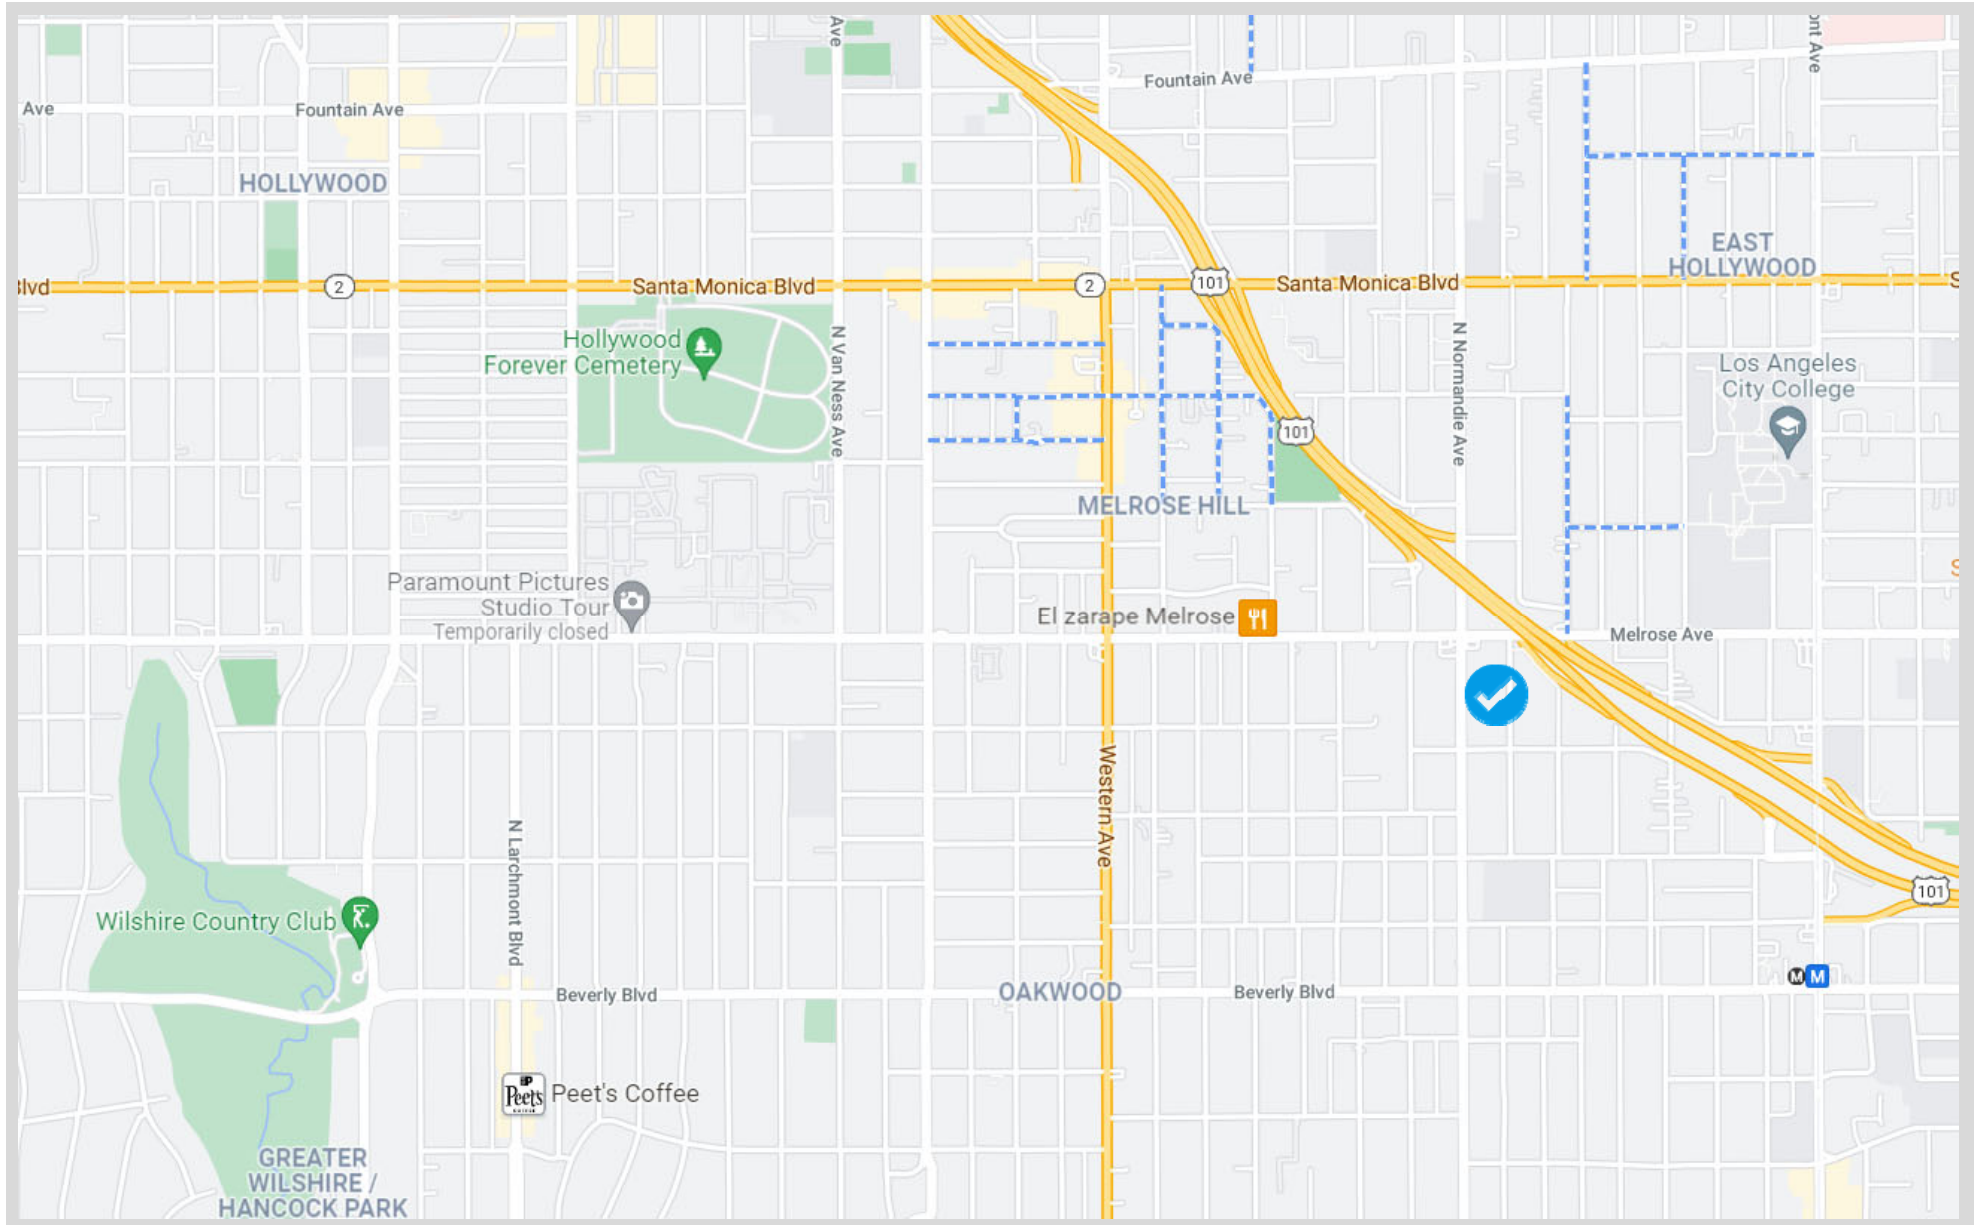 Ave
ont Ave
Fountain Ave
Ave
Fountain Ave
HOLLYWOOD
EAST
HOLLYWOOD
Blvd
2
Santa Monica Blvd
2
101
Santa Monica Blvd
S
Hollywood
Forever Cemetery
N Van Ness Ave
N Normandie Ave
Los Angeles
City College
101
MELROSE HILL
Paramount Pictures
Studio Tour
Temporarily closed
S
El zarape Melrose
Melrose Ave
Western Ave
N Larchmont Blvd
101
Wilshire Country Club
M
M
Beverly Blvd
OAKWOOD
Beverly Blvd
Peet's
Peet's Coffee
GREATER
WILSHIRE /
HANCOCK PARK